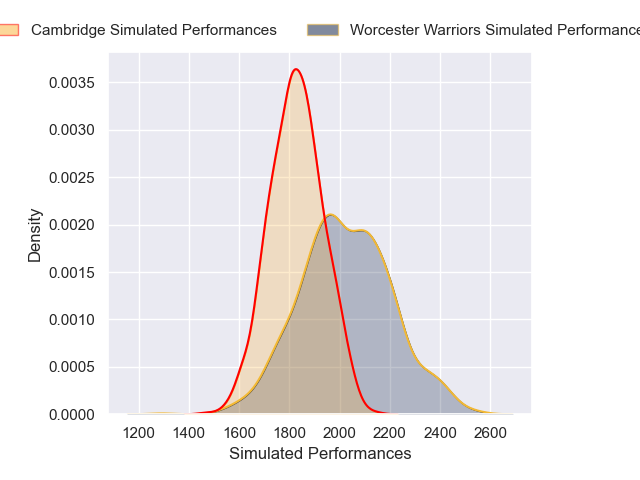 Cambridge Simulated Performances
Worcester Warriors Simulated Performance
0.0035
0.0030
0.0025
0.0020
0.0015
0.0010
0.0005
0.0000
Density
1200 1400 1600 1800 2000 2200 2400 2600
Simulated Performances